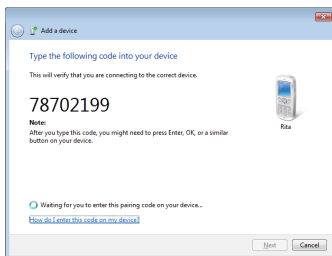 Add a device
Type the following code into your device
This will verify that you are connecting to the correct device.
78702199
Note:
After you type this code, you might need to press Enter, OK, or a similar
button on your device.
Rita
Waiting for you to enter this pairing code on your device...
How do I enter this code on my device?
Next Cancel